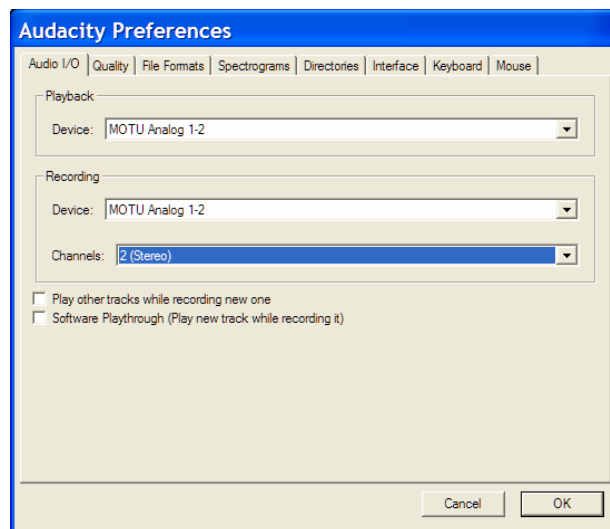 Audacity Preferences
Audio I/O Quality File Formats Spectrograms Directories Interface Keyboard Mouse
Playback
Device: MOTU Analog 1-2
Recording
Device: MOTU Analog 1-2
Channels: 2 (Stereo)
Play other tracks while recording new one
Software Playthrough (Play new track while recording it)
Cancel OK